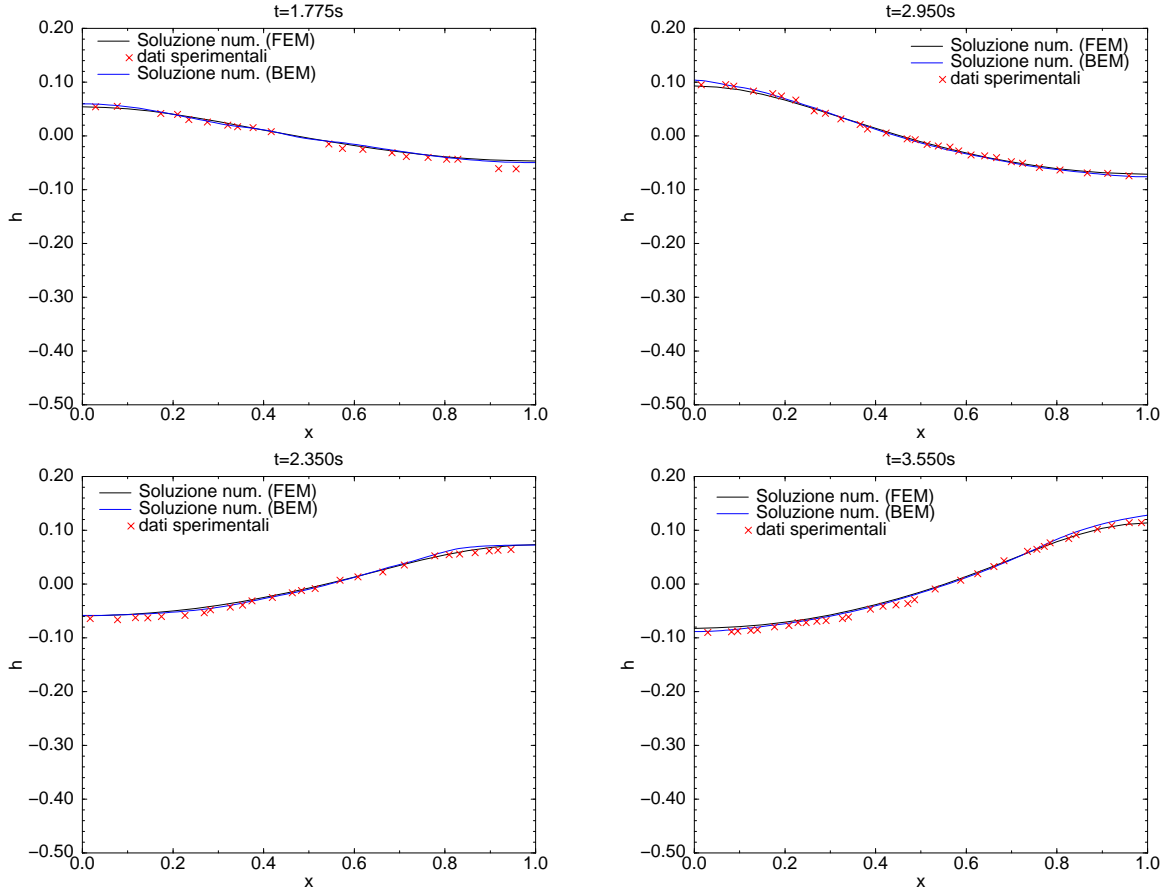 t=1.775s
Soluzione num. (FEM)
dati sperimentali
Soluzione num. (BEM)
0.20
0.10
0.00
−0.10
−0.20
−0.30
−0.40
−0.50
h
0.0 0.2 0.4 0.6 0.8 1.0
x
t=2.950s
Soluzione num. (FEM)
Soluzione num. (BEM)
dati sperimentali
0.20
0.10
0.00
−0.10
−0.20
−0.30
−0.40
−0.50
h
0.0 0.2 0.4 0.6 0.8 1.0
x
t=2.350s
Soluzione num. (FEM)
Soluzione num. (BEM)
dati sperimentali
0.20
0.10
0.00
−0.10
−0.20
−0.30
−0.40
−0.50
h
0.0 0.2 0.4 0.6 0.8 1.0
x
t=3.550s
Soluzione num. (FEM)
Soluzione num. (BEM)
dati sperimentali
0.20
0.10
0.00
−0.10
−0.20
−0.30
−0.40
−0.50
h
0.0 0.2 0.4 0.6 0.8 1.0
x